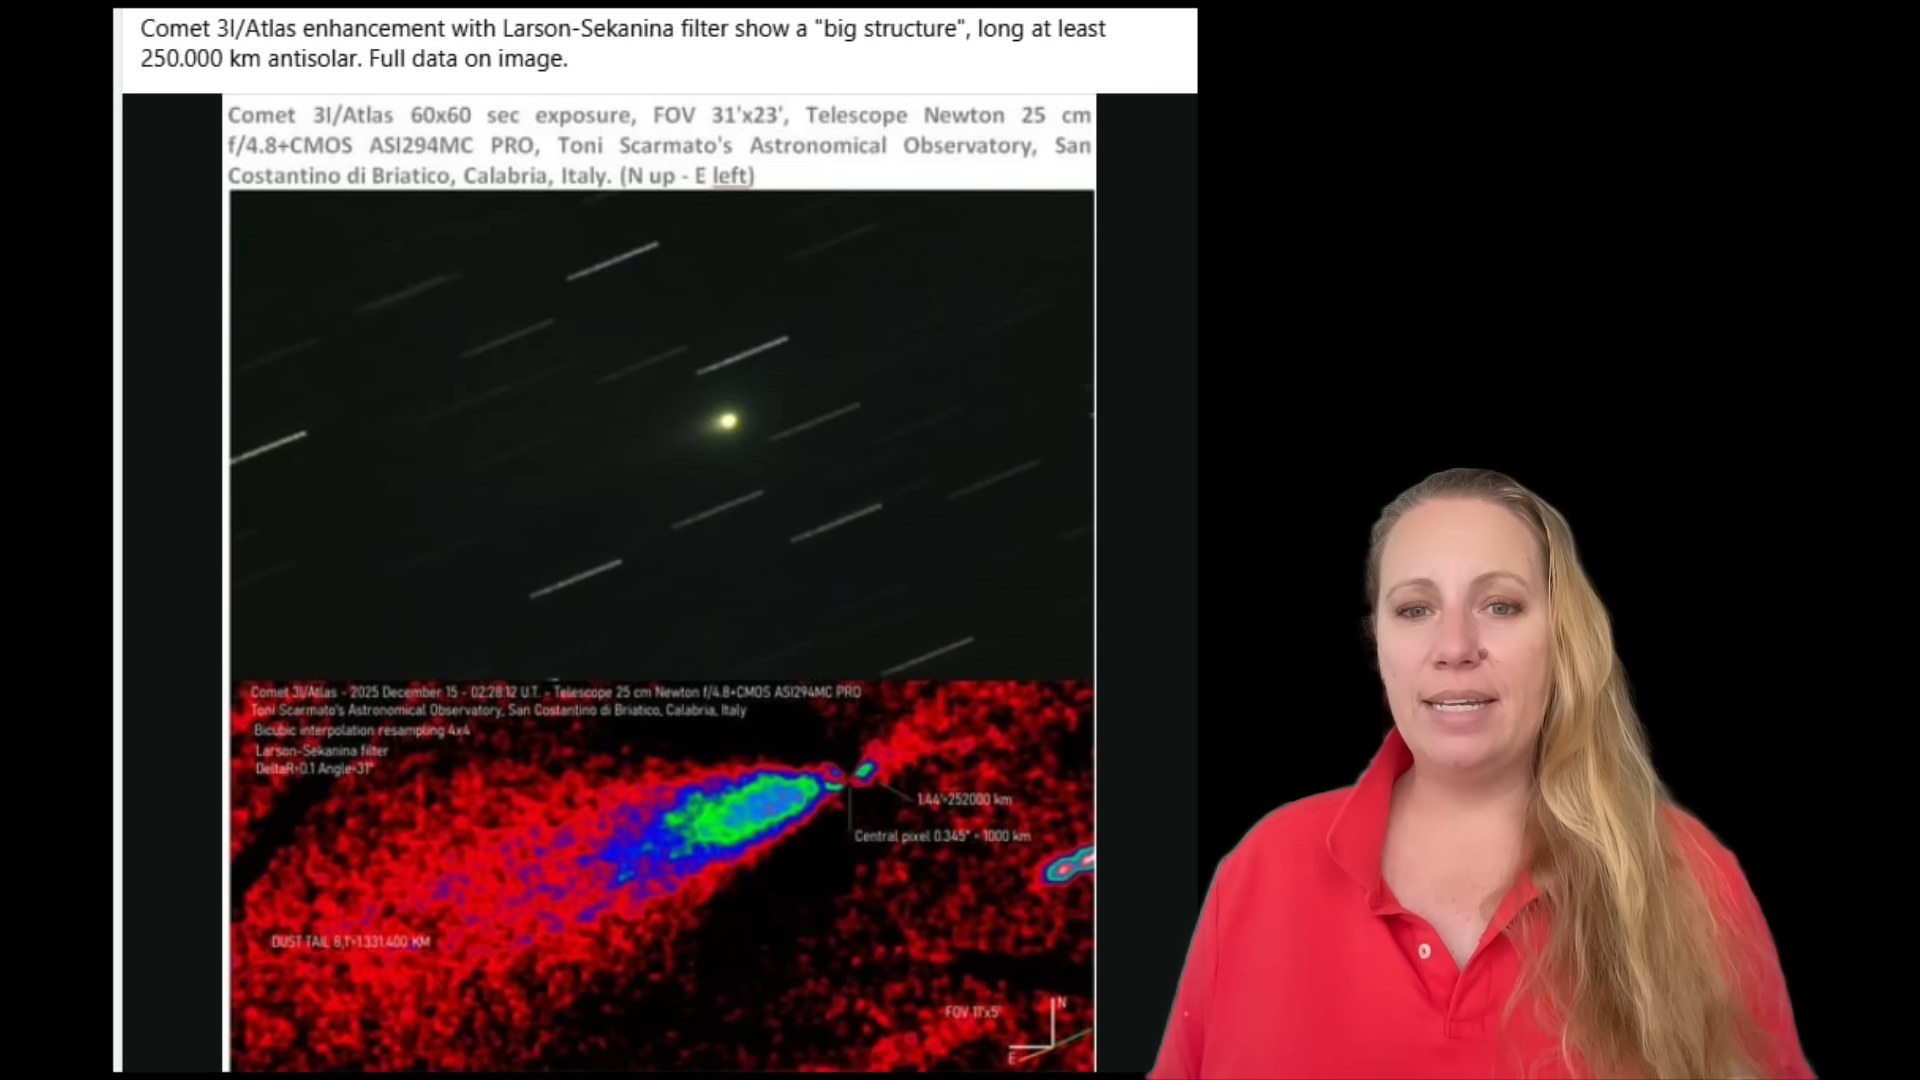 Comet 3I/Atlas enhancement with Larson-Sekanina filter show a "big structure", long at least
250.000 km antisolar. Full data on image.
Comet 3I/Atlas 60x60 sec exposure, FOV 31'x23', Telescope Newton 25 cm
f/4.8+CMOS ASI294MC PRO, Toni Scarmato's Astronomical Observatory, San
Costantino di Briatico, Calabria, Italy. (N up - E left)
Comet 3I/Atlas - 2025 December 15 - 02:28:12 U.T. - Telescope 25 cm Newton f/4.8+CMOS ASI294MC PRO
Toni Scarmato's Astronomical Observatory, San Costantino di Briatico, Calabria, Italy
Bicubic interpolation resampling 4x4
Larson-Sekanina filter
DeltaR=0.1 Angle=31°
1.44'=252000 km
Central pixel 0.345" - 1000 km
DUST TAIL 8,1'=1.331.400 KM
FOV 11'x5'
N
E